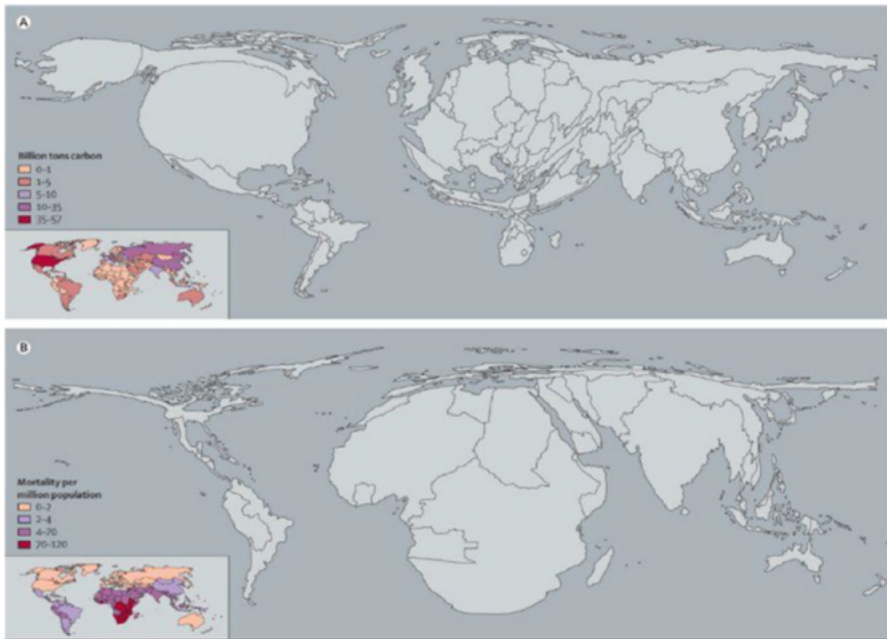 A
Billion tons carbon
0–1
1–5
5–10
10–35
35–57
B
Mortality per
million population
0–2
2–4
4–70
70–120